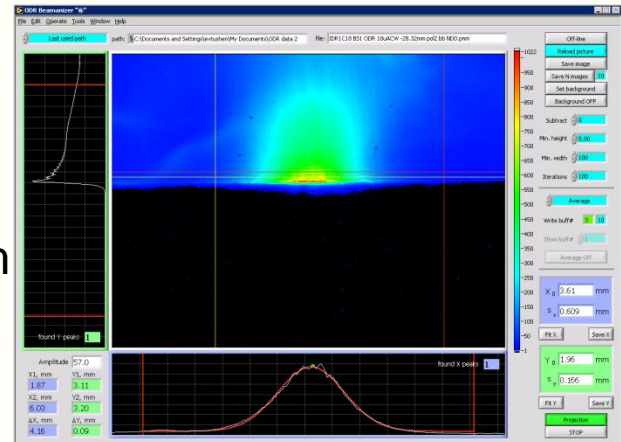 ODR Beamanizer "B"
File Edit Operate Tools Window Help
Last used path path: C:\Documents and Settings\evtushen\My Documents\ODR data 2 file: IDR1C18 BS1 ODR 10uACW -28.32mm pol2 bb ND0.pnm
Off-line
Reload picture
Save image
Save N images 10
Set background
Background OFF
Subtract 0
Min. height 5.00
Min. width 100
Iterations 100
Average
Write buff# 3 10
Show buff#
Average Off
X 0 3.61 mm
S x 0.609 mm
Fit X Save X
Y 0 1.96 mm
S y 0.166 mm
Fit Y Save Y
Projection
STOP
-1022
-950
-900
-850
-800
-750
-700
-650
-600
-550
-500
-450
-400
-350
-300
-250
-200
-150
-100
-50
-1
n
found Y peaks 1
found X peaks 1
Amplitude 57.0
X1, mm Y1, mm
1.87 3.11
X2, mm Y2, mm
6.03 3.20
ΔX, mm ΔY, mm
4.16 0.09